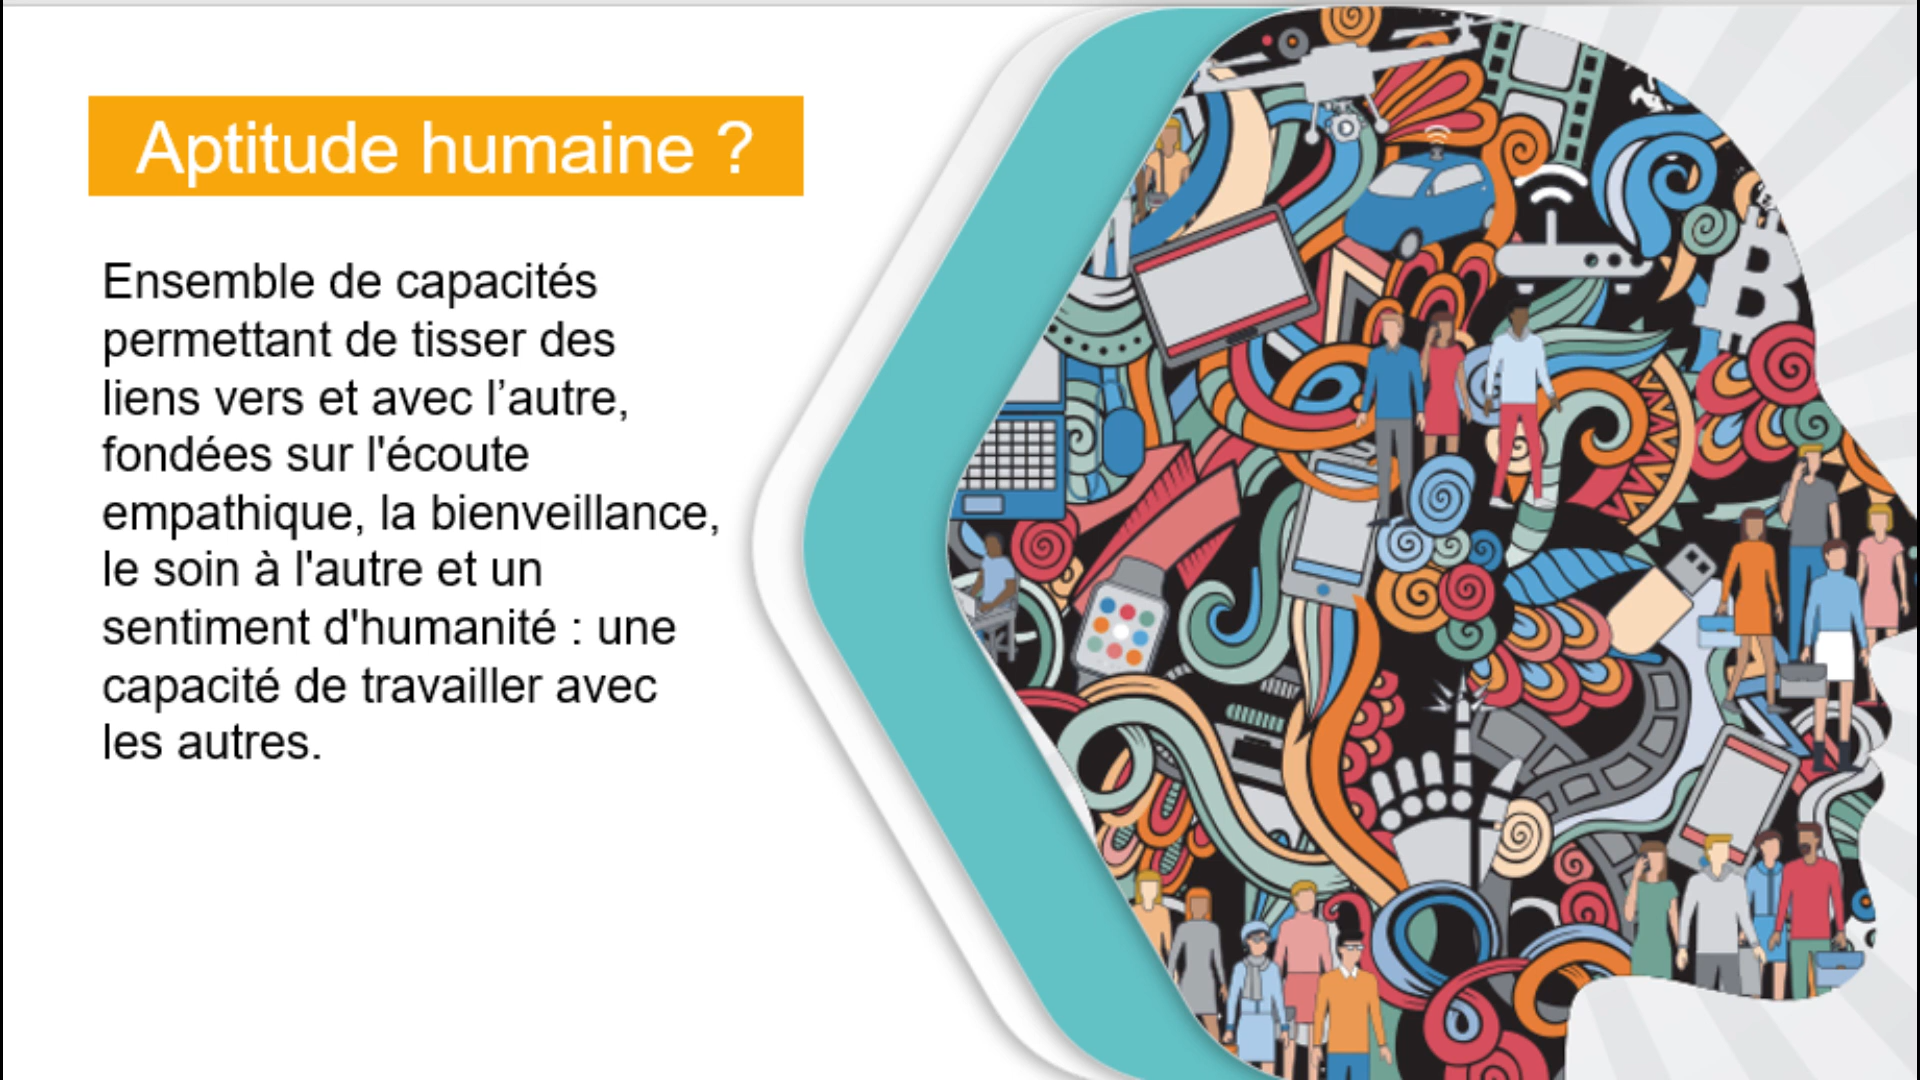 Aptitude humaine ?
Ensemble de capacités
permettant de tisser des
liens vers et avec l’autre,
fondées sur l'écoute
empathique, la bienveillance,
le soin à l'autre et un
sentiment d'humanité : une
capacité de travailler avec
les autres.